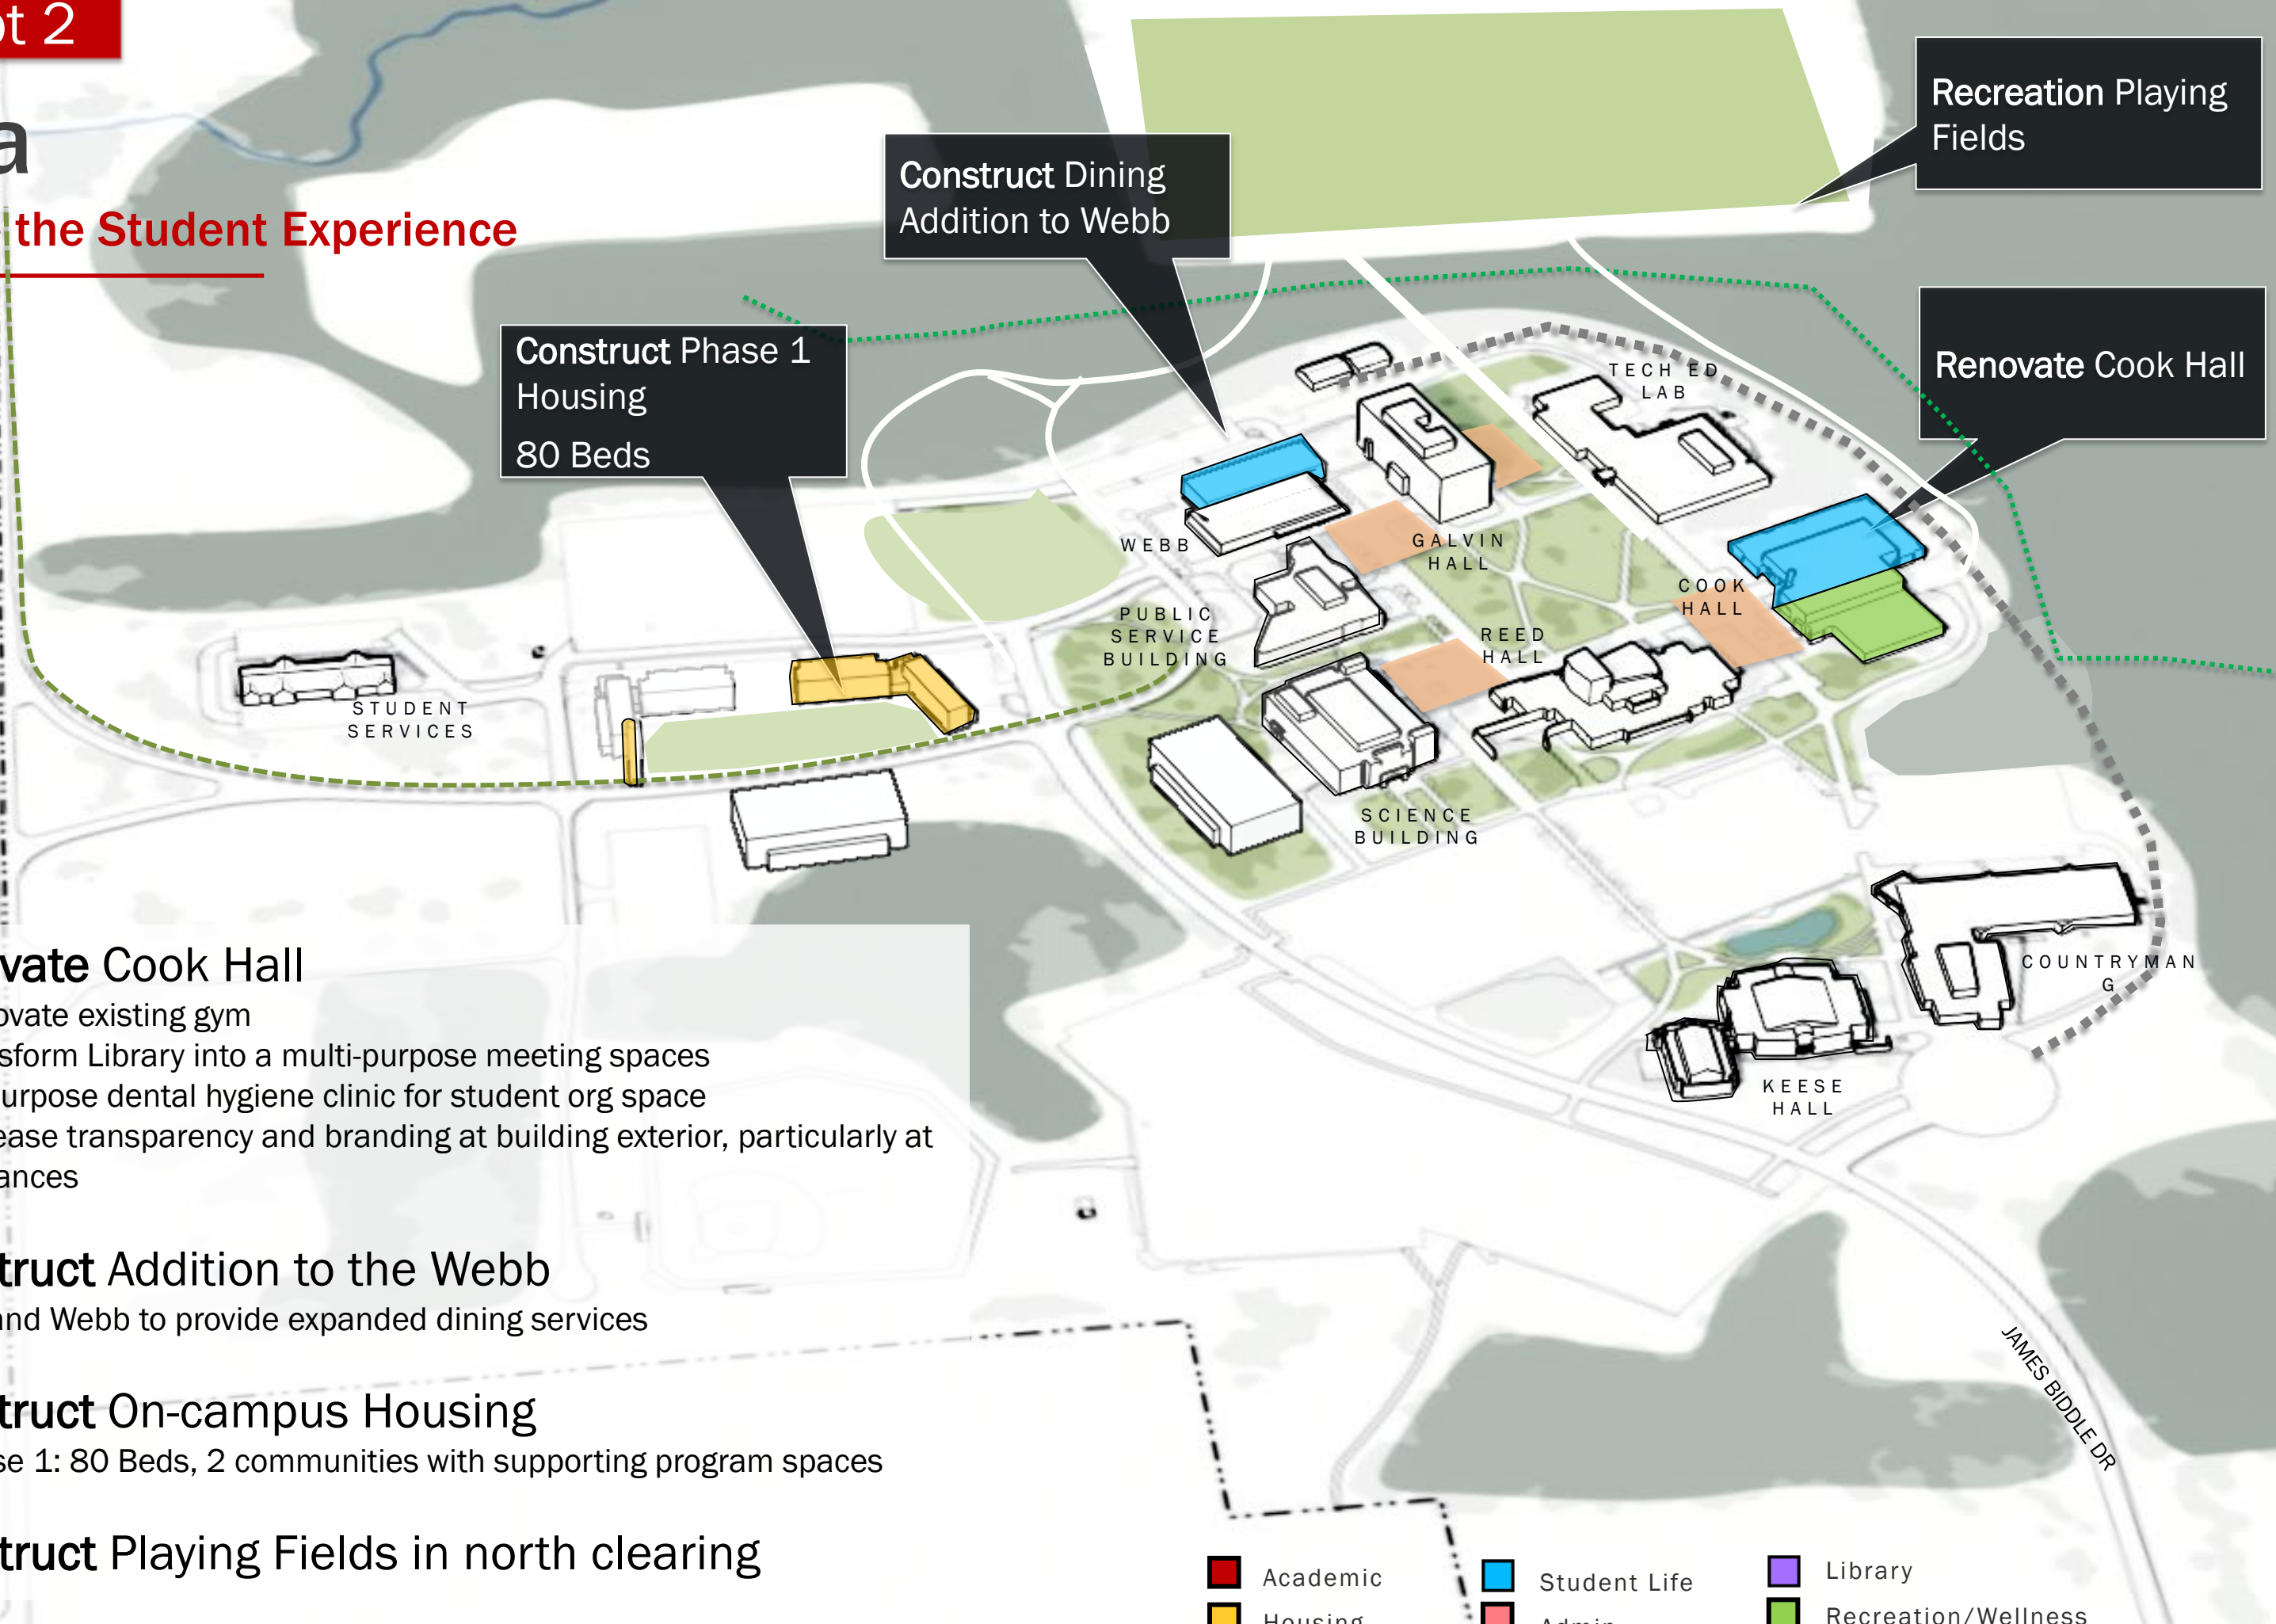 ot 2
a
the Student Experience
Recreation Playing
Fields
Construct Dining
Addition to Webb
Renovate Cook Hall
Construct Phase 1
Housing
80 Beds
TECH ED
LAB
WEBB
GALVIN
HALL
COOK
HALL
PUBLIC
SERVICE
BUILDING
REED
HALL
STUDENT
SERVICES
SCIENCE
BUILDING
COUNTRYMAN
G
KEESE
HALL
JAMES BIDDLE DR
vate Cook Hall
ovate existing gym
sform Library into a multi-purpose meeting spaces
urpose dental hygiene clinic for student org space
ease transparency and branding at building exterior, particularly at
ances
truct Addition to the Webb
and Webb to provide expanded dining services
truct On-campus Housing
se 1: 80 Beds, 2 communities with supporting program spaces
truct Playing Fields in north clearing
Academic
Student Life
Library
Housing
Admin
Recreation/Wellness